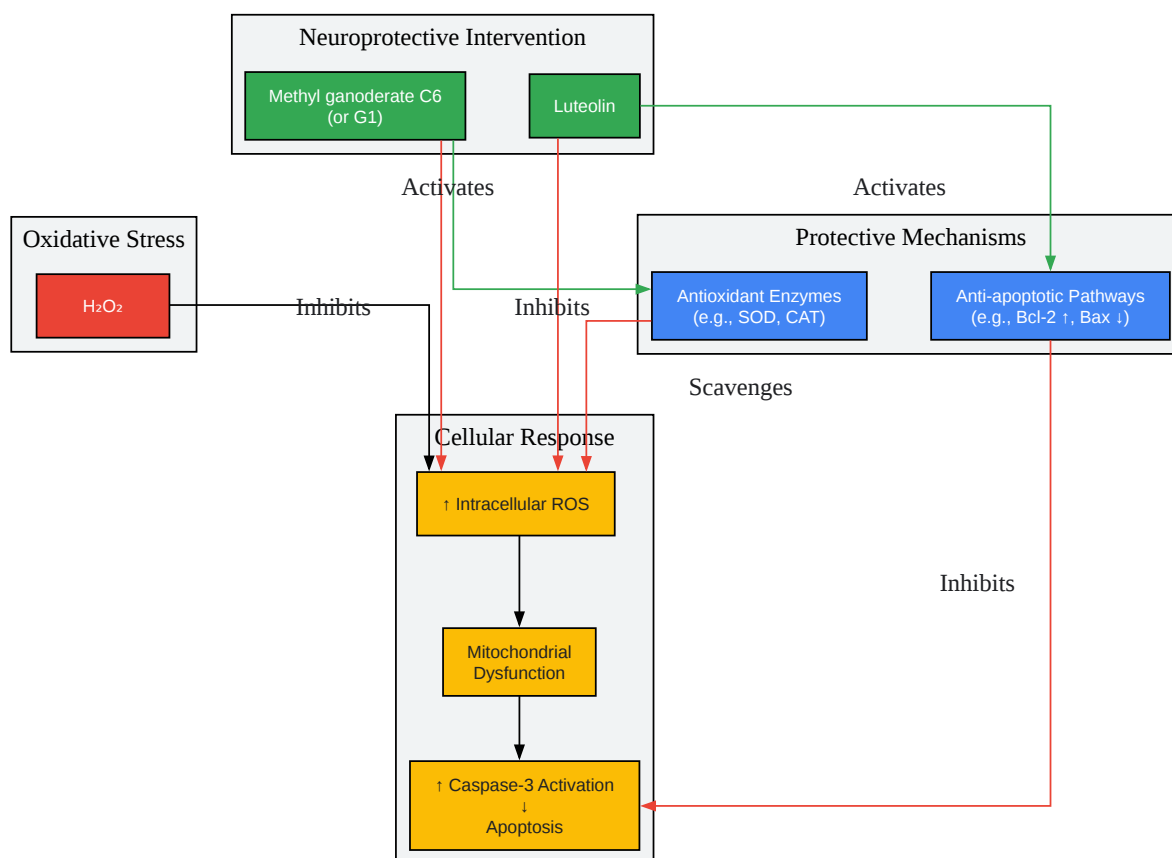 Neuroprotective Intervention
Methyl ganoderate C6
(or G1)
Luteolin
Activates
Activates
Oxidative Stress
H₂O₂
Inhibits
Inhibits
Protective Mechanisms
Antioxidant Enzymes
(e.g., SOD, CAT)
Anti-apoptotic Pathways
(e.g., Bcl-2 ↑, Bax ↓)
Scavenges
Cellular Response
↑ Intracellular ROS
Inhibits
Mitochondrial
Dysfunction
↑ Caspase-3 Activation
↓
Apoptosis